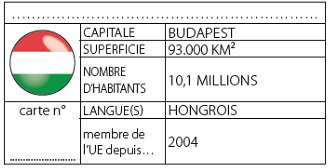 CAPITALE BUDAPEST
SUPERFICIE 93.000 KM²
NOMBRE D'HABITANTS 10,1 MILLIONS
carte n° LANGUE(S) HONGROIS
membre de l'UE depuis... 2004